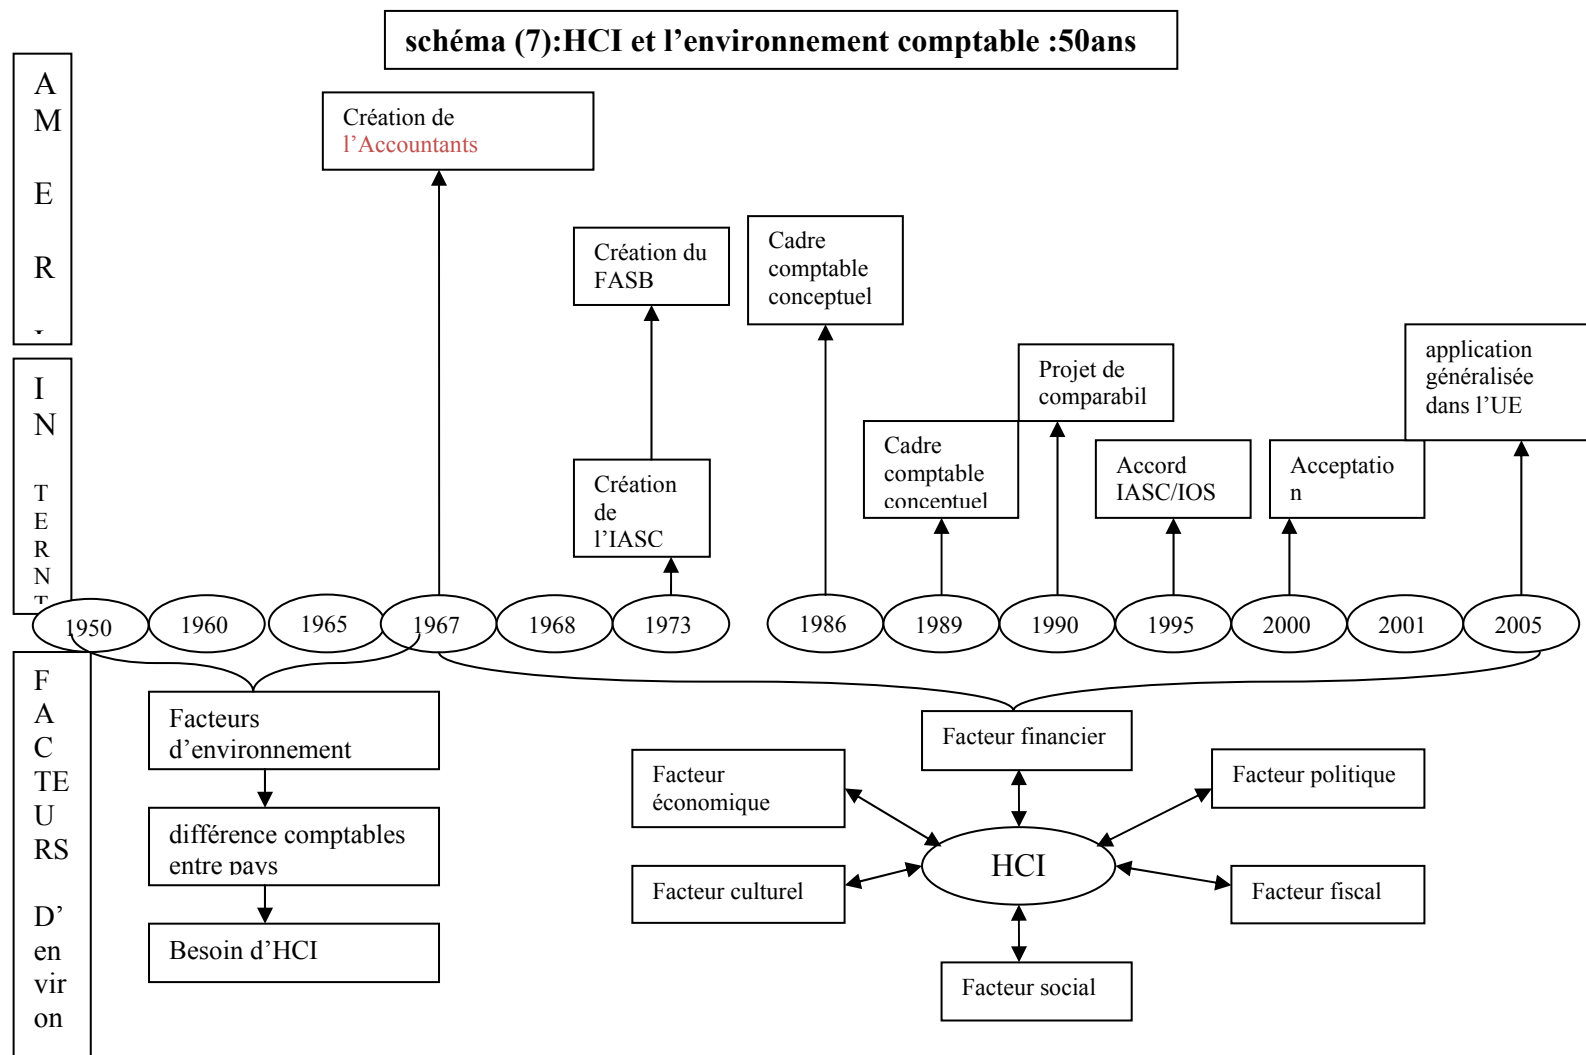 schéma (7):HCI et l’environnement comptable :50ans
A
M
E
R
Création de
l’Accountants
Création du
FASB
Cadre
comptable
conceptuel
Projet de
comparabil
application
généralisée
dans l’UE
I
N
T
E
R
N
T
Création
de
l’IASC
Cadre
comptable
conceptuel
Accord
IASC/IOS
Acceptatio
n
1950
1960
1965
1967
1968
1973
1986
1989
1990
1995
2000
2001
2005
F
A
C
TE
U
RS
D’
en
vir
on
Facteurs
d’environnement
différence comptables
entre pays
Besoin d’HCI
Facteur financier
Facteur
économique
Facteur politique
HCI
Facteur culturel
Facteur fiscal
Facteur social